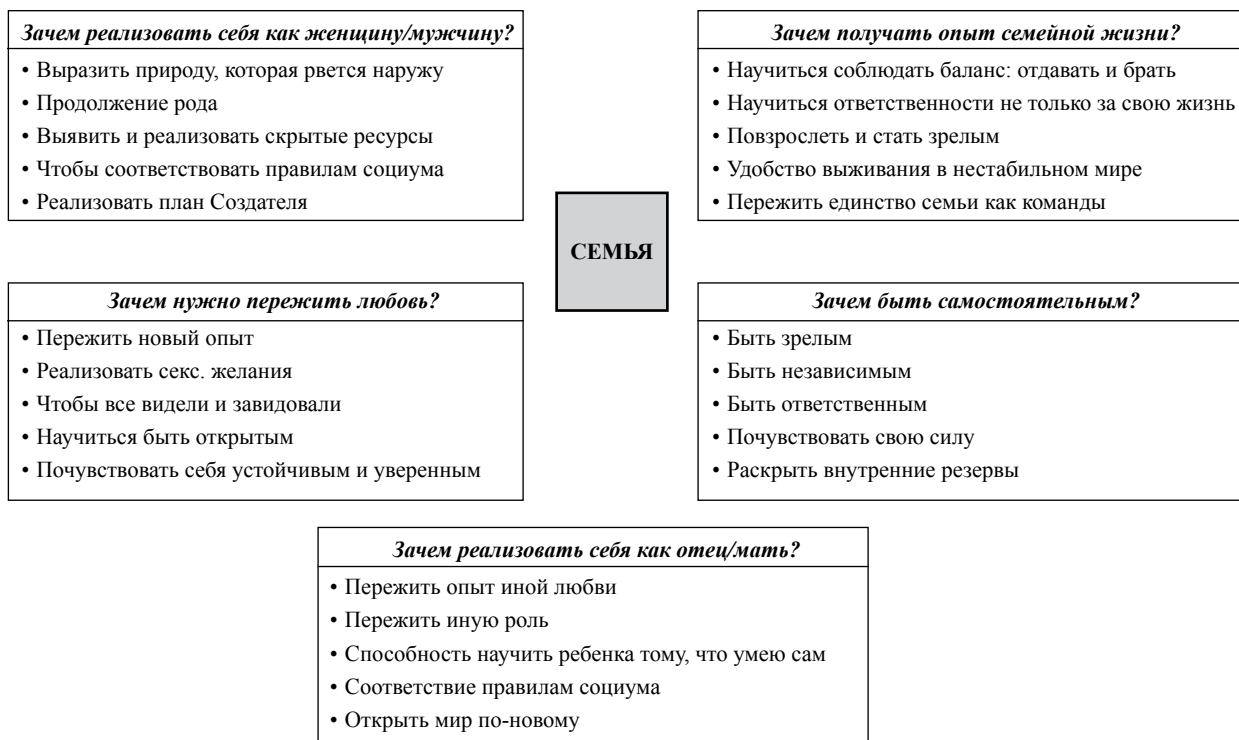 Зачем реализовать себя как женщину/мужчину?
• Выразить природу, которая рвется наружу
• Продолжение рода
• Выявить и реализовать скрытые ресурсы
• Чтобы соответствовать правилам социума
• Реализовать план Создателя
Зачем получать опыт семейной жизни?
• Научиться соблюдать баланс: отдавать и брать
• Научиться ответственности не только за свою жизнь
• Повзрослеть и стать зрелым
• Удобство выживания в нестабильном мире
• Пережить единство семьи как команды
СЕМЬЯ
Зачем нужно пережить любовь?
• Пережить новый опыт
• Реализовать секс. желания
• Чтобы все видели и завидовали
• Научиться быть открытым
• Почувствовать себя устойчивым и уверенным
Зачем быть самостоятельным?
• Быть зрелым
• Быть независимым
• Быть ответственным
• Почувствовать свою силу
• Раскрыть внутренние резервы
Зачем реализовать себя как отец/мать?
• Пережить опыт иной любви
• Пережить иную роль
• Способность научить ребенка тому, что умею сам
• Соответствие правилам социума
• Открыть мир по-новому